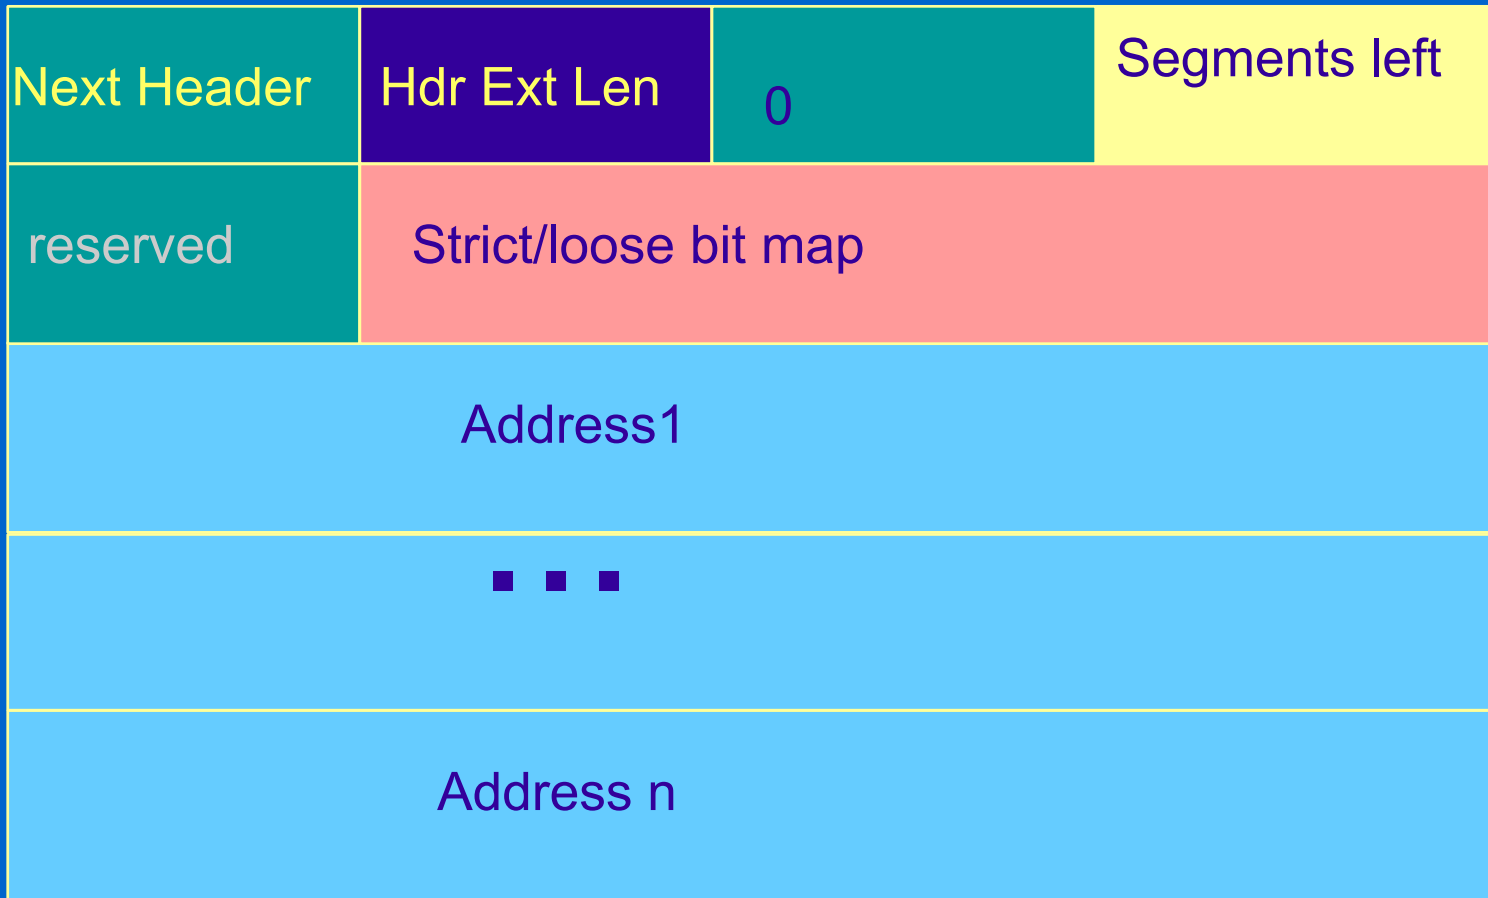 Next Header Hdr Ext Len 0 Segments left
reserved Strict/loose bit map
Address1
...
Address n